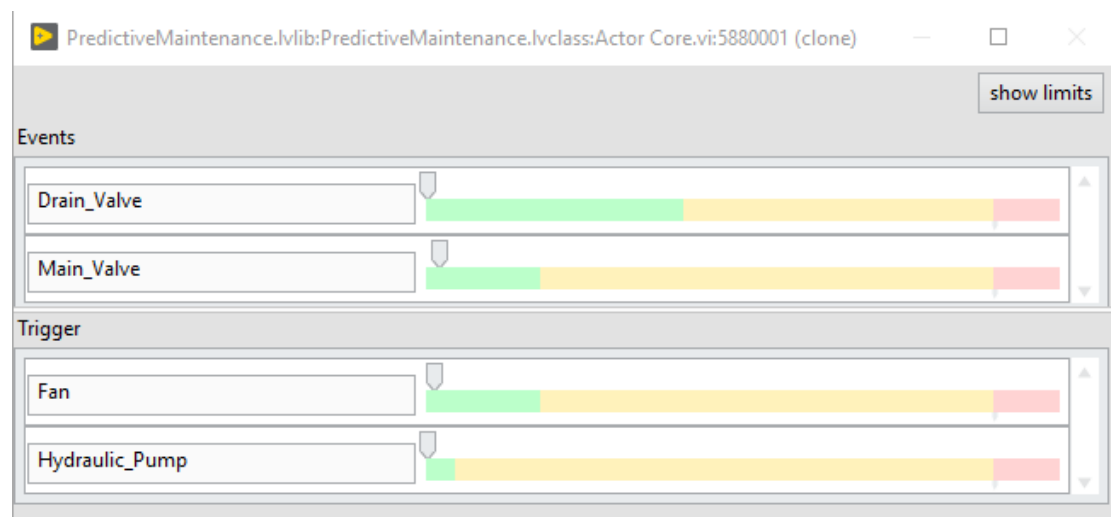 PredictiveMaintenance.lvlib:PredictiveMaintenance.lvclass:Actor Core.vi:5880001 (clone)
show limits
Events
Drain_Valve
Main_Valve
Trigger
Fan
Hydraulic_Pump